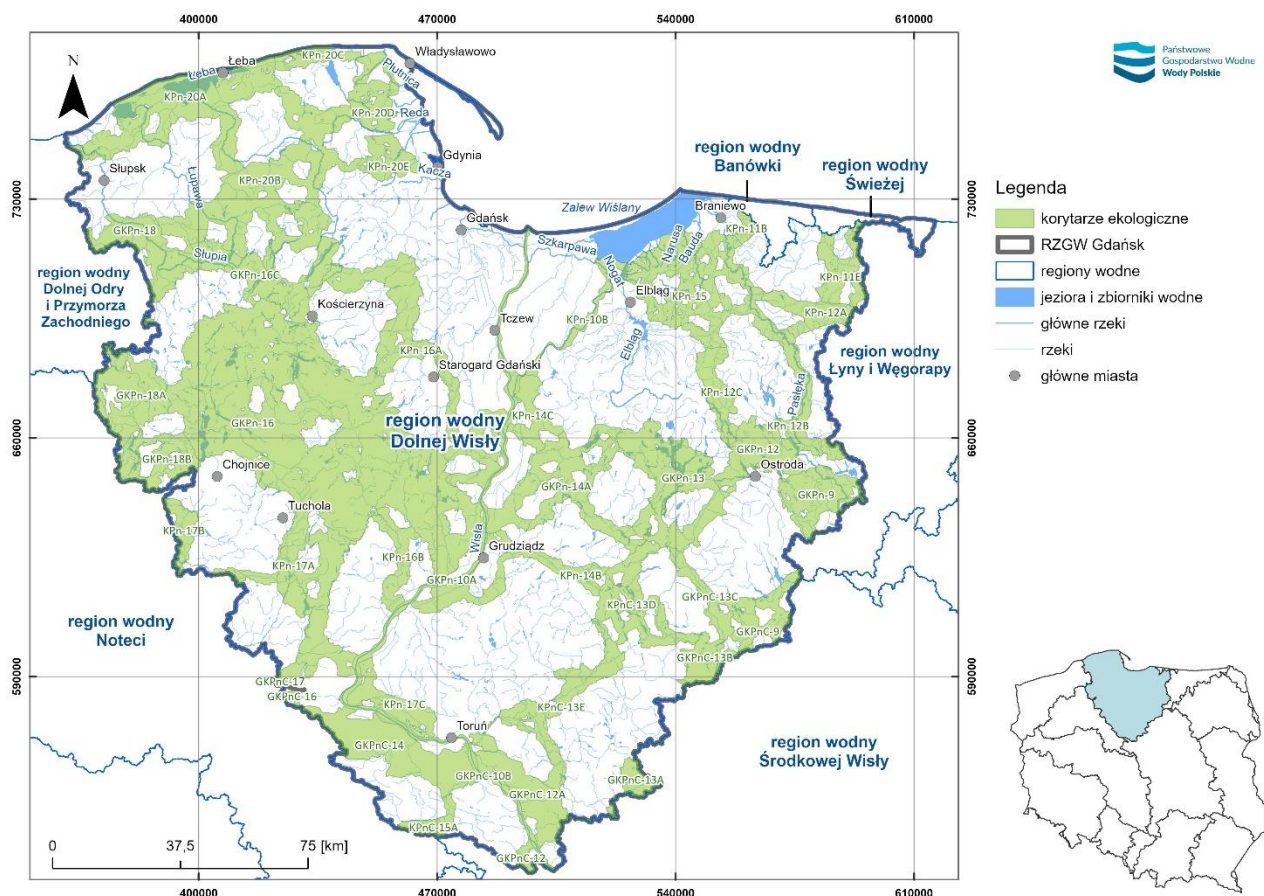 400000
470000
540000
610000
N
Władysławowo
Łeba
Łeba
KPn-20C
Płutnica
KPn-20A
KPn-20D
Reda
Gdynia
KPn-20E
Kacza
Słupsk
Łupawa
KPn-20B
730000
730000
region wodny
Banówki
region wodny
Świeżej
Zalew Wiślany
Braniewo
Gdańsk
GKPn-18
Szkarpawa
Narusa
Bauda
KPn-11B
Słupia
GKPn-16C
Nogat
KPn-11E
region wodny
Dolnej Odry
i Przymorza
Zachodniego
Kościerzyna
Elbląg
KPn-15
KPn-12A
KPn-10B
Tczew
Elbląg
KPn-16A
Starogard Gdański
region wodny
Łyny i Węgorapy
GKPn-18A
GKPn-16
KPn-12C
Pasłęka
region wodny
Dolnej Wisły
KPn-14C
KPn-12B
660000
660000
GKPn-18B
Chojnice
GKPn-12
Ostróda
GKPn-13
GKPn-14A
GKPn-9
Tuchola
KPn-17B
Wisła
Grudziądz
KPn-16B
KPn-17A
GKPn-10A
KPn-14B
GKPnC-13C
GKPnC-13D
region wodny
Noteci
GKPnC-9
GKPnC-13B
590000
590000
GKPnC-17
GKPnC-16
KPn-17C
GKPnC-13E
Toruń
GKPnC-14
region wodny
Środkowej Wisły
GKPnC-10B
GKPnC-13A
GKPnC-12A
KPnC-15A
GKPnC-12
0 37,5 75 [km]
400000
470000
540000
610000
Państwowe
Gospodarstwo Wodne
Wody Polskie
Legenda
korytarze ekologiczne
RZGW Gdańsk
regiony wodne
jeziora i zbiorniki wodne
główne rzeki
rzeki
główne miasta